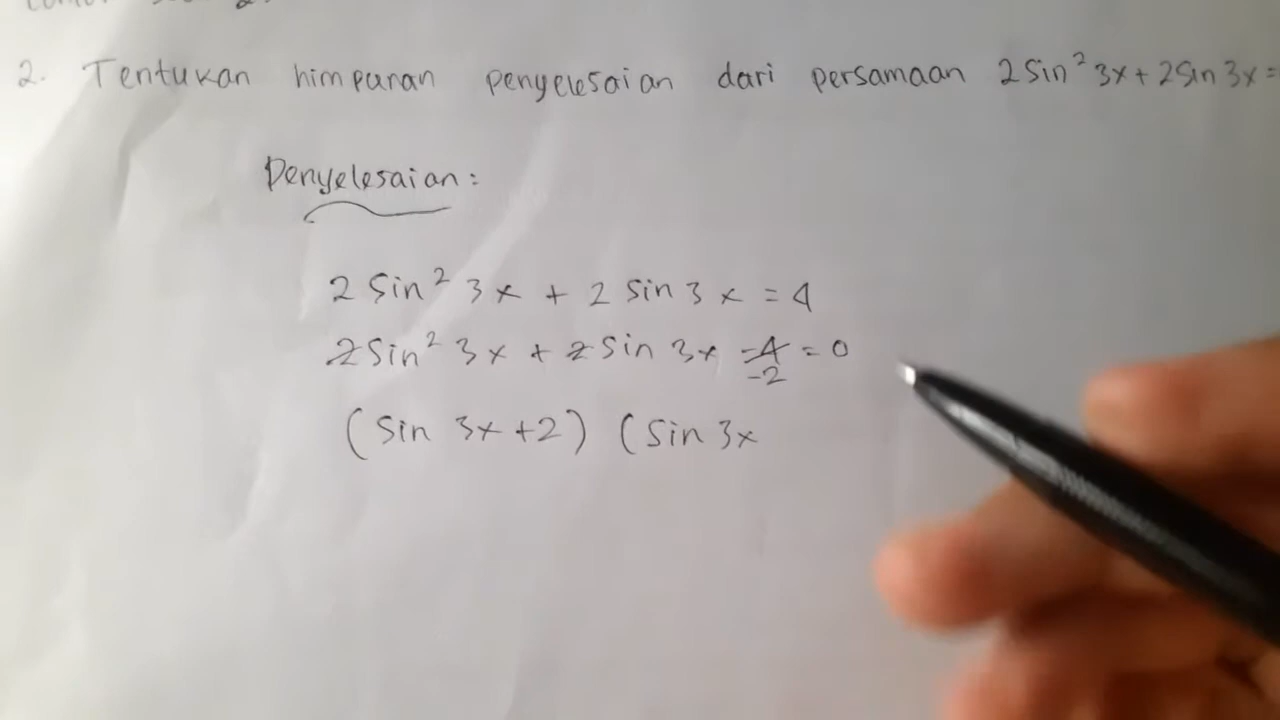 2. Tentukan himpunan penyelesaian dari persamaan 2 Sin² 3x + 2 Sin 3x =
Penyelesaian :
2 Sin² 3x + 2 Sin 3x = 4
2 Sin² 3x + 2 Sin 3x -4 = 0
-2
(Sin 3x +2) (Sin 3x